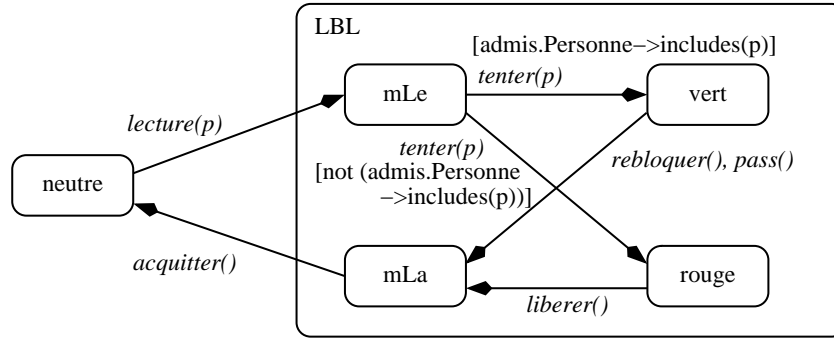 LBL
[admis.Personne−>includes(p)]
mLe
tenter(p)
vert
lecture(p)
tenter(p)
[not (admis.Personne
−>includes(p))]
rebloquer(), pass()
neutre
acquitter()
mLa
liberer()
rouge